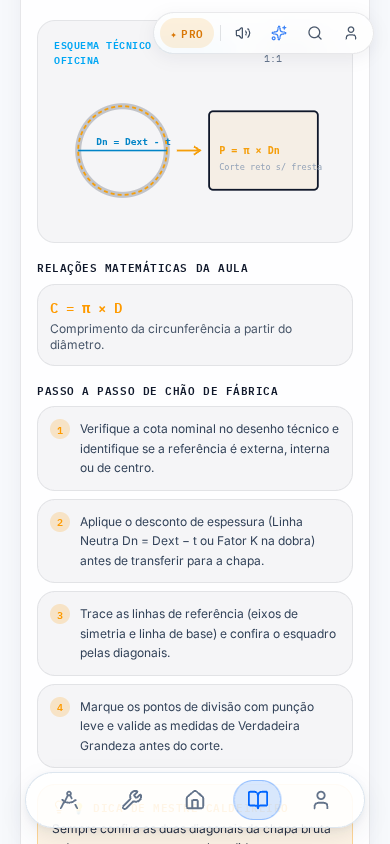 ✦ PRO
ESQUEMA TÉCNICO
OFICINA
1:1
Dn = Dext - t
P = π × Dn
Corte reto s/ fresta
RELAÇÕES MATEMÁTICAS DA AULA
C = π × D
Comprimento da circunferência a partir do
diâmetro.
PASSO A PASSO DE CHÃO DE FÁBRICA
1
Verifique a cota nominal no desenho técnico e
identifique se a referência é externa, interna
ou de centro.
2
Aplique o desconto de espessura (Linha
Neutra Dn = Dext − t ou Fator K na dobra)
antes de transferir para a chapa.
3
Trace as linhas de referência (eixos de
simetria e linha de base) e confira o esquadro
pelas diagonais.
4
Marque os pontos de divisão com punção
leve e valide as medidas de Verdadeira
Grandeza antes do corte.
Sempre confira as duas diagonais da chapa bruta